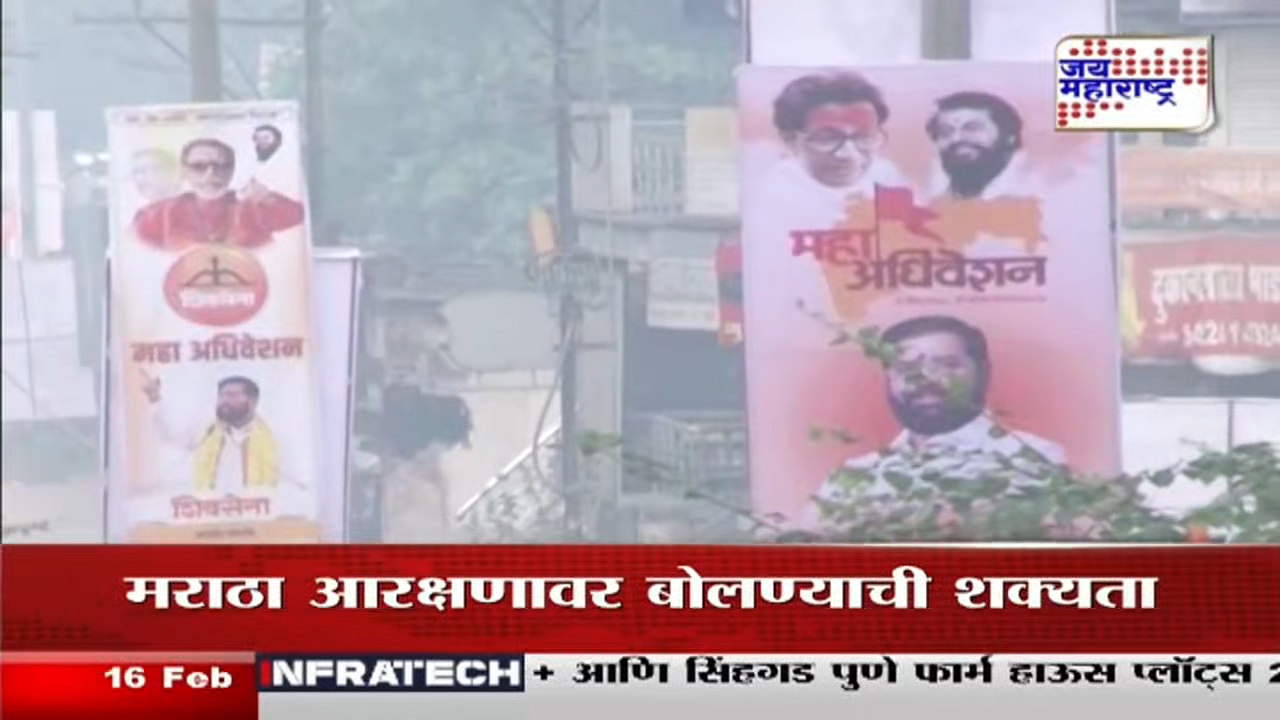 जय
महाराष्ट्र
शिवसेना
महा अधिवेशन
शिवसेना
महा
अधिवेशन
मराठा आरक्षणावर बोलण्याची शक्यता
16 Feb
INFRATECH + आणि सिंहगड पुणे फार्म हाऊस प्लॉट्स